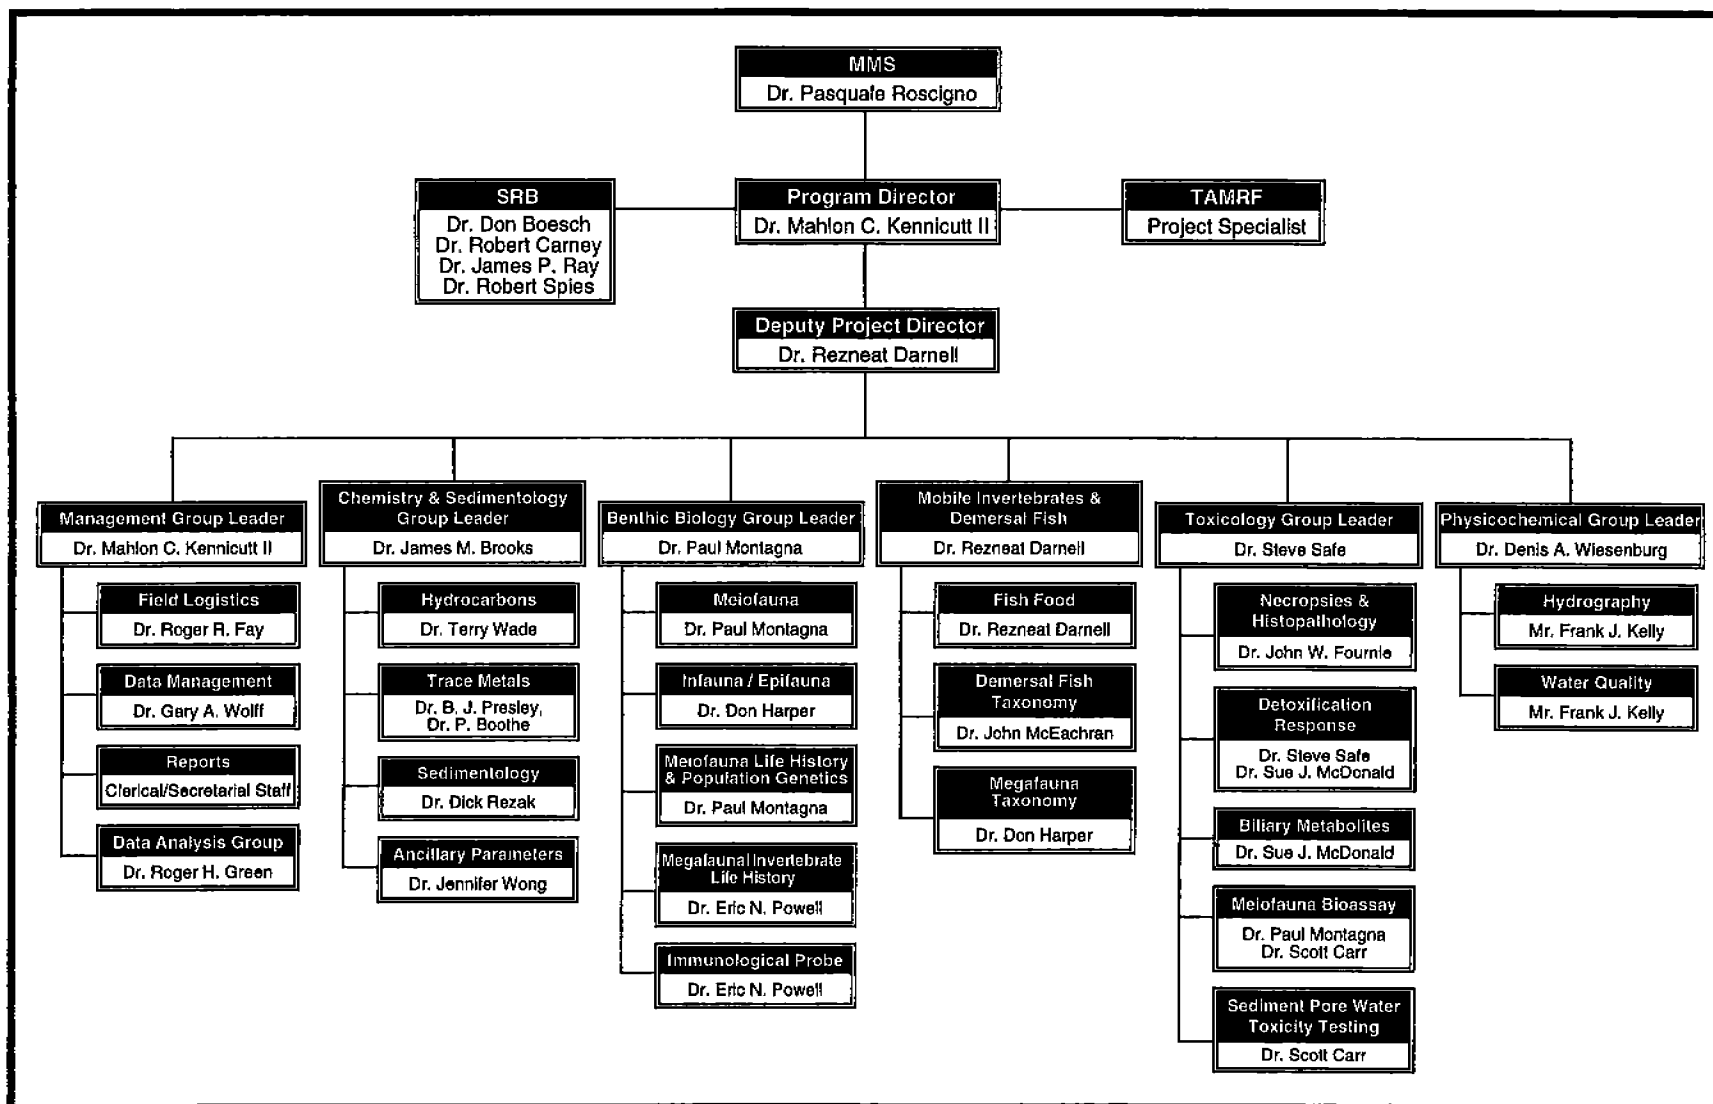 MMS
Dr. Pasquale Roscigno
SRB
Dr. Don Boesch
Dr. Robert Carney
Dr. James P. Ray
Dr. Robert Spies
Program Director
Dr. Mahlon C. Kennicutt II
TAMRF
Project Specialist
Deputy Project Director
Dr. Rezneat Darnell
Management Group Leader
Dr. Mahlon C. Kennicutt II
Field Logistics
Dr. Roger R. Fay
Data Management
Dr. Gary A. Wolff
Reports
Clerical/Secretarial Staff
Data Analysis Group
Dr. Roger H. Green
Chemistry & Sedimentology
Group Leader
Dr. James M. Brooks
Hydrocarbons
Dr. Terry Wade
Trace Metals
Dr. B. J. Presley,
Dr. P. Boothe
Sedimentology
Dr. Dick Rezak
Ancillary Parameters
Dr. Jennifer Wong
Benthic Biology Group Leader
Dr. Paul Montagna
Meiofauna
Dr. Paul Montagna
Infauna / Epifauna
Dr. Don Harper
Meiofauna Life History
& Population Genetics
Dr. Paul Montagna
Megafaunal Invertebrate
Life History
Dr. Eric N. Powell
Immunological Probe
Dr. Eric N. Powell
Mobile Invertebrates &
Demersal Fish
Dr. Rezneat Darnell
Fish Food
Dr. Rezneat Darnell
Demersal Fish
Taxonomy
Dr. John McEachran
Megafauna
Taxonomy
Dr. Don Harper
Toxicology Group Leader
Dr. Steve Safe
Necropsies &
Histopathology
Dr. John W. Fournie
Detoxification
Response
Dr. Steve Safe
Dr. Sue J. McDonald
Biliary Metabolites
Dr. Sue J. McDonald
Meiofauna Bioassay
Dr. Paul Montagna
Dr. Scott Carr
Sediment Pore Water
Toxicity Testing
Dr. Scott Carr
Physicochemical Group Leader
Dr. Denis A. Wiesenburg
Hydrography
Mr. Frank J. Kelly
Water Quality
Mr. Frank J. Kelly